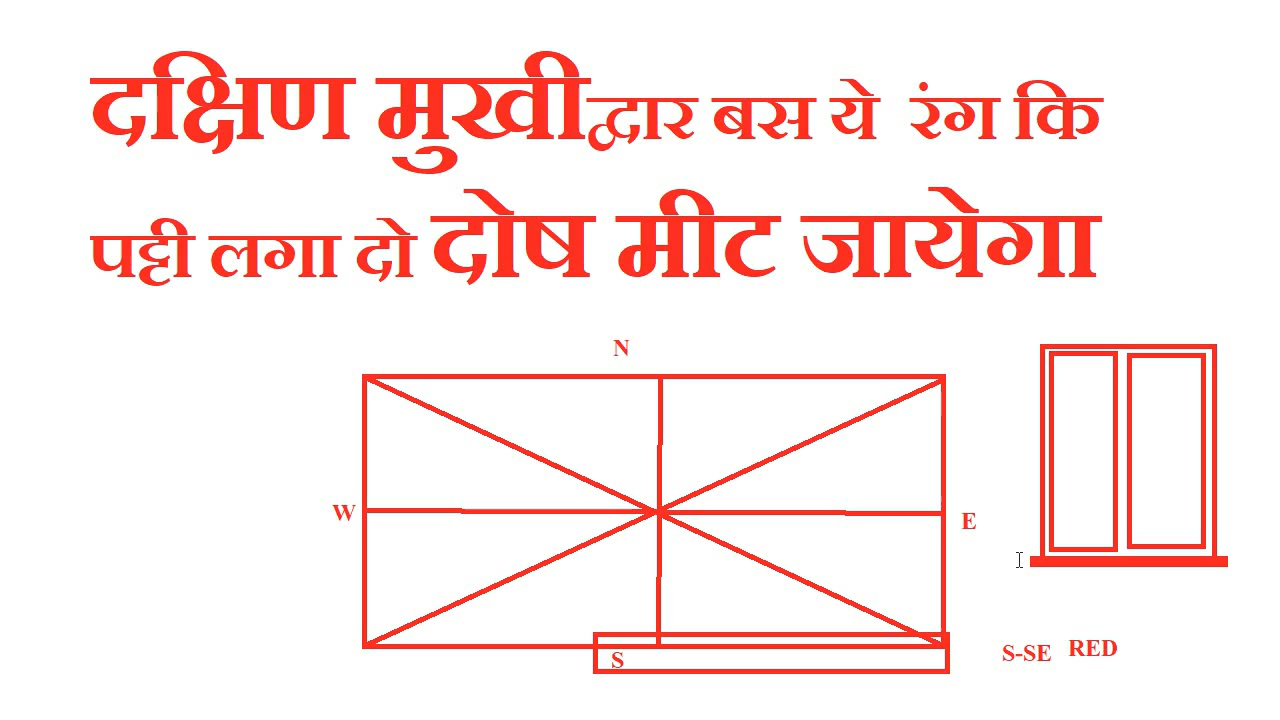 दक्षिण मुखी द्वार बस ये रंग कि
पट्टी लगा दो दोष मीट जायेगा
N
W
E
S
S-SE RED